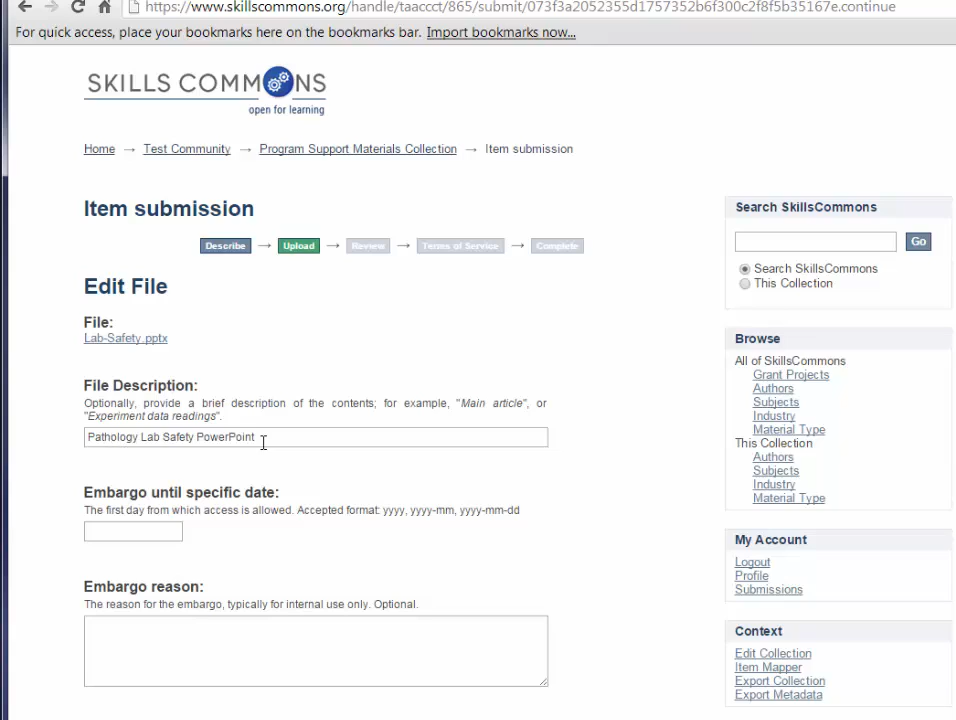 https://www.skillscommons.org/handle/taaccct/865/submit/073f3a2052355d1757352b6f300c2f8f5b35167e.continue
For quick access, place your bookmarks here on the bookmarks bar. Import bookmarks now...
SKILLS COMMONS
open for learning
Home → Test Community → Program Support Materials Collection → Item submission
Item submission
Describe → Upload → Review → Terms of Service → Complete
Edit File
File:
Lab-Safety.pptx
File Description:
Optionally, provide a brief description of the contents; for example, "Main article", or
"Experiment data readings".
Pathology Lab Safety PowerPoint
Embargo until specific date:
The first day from which access is allowed. Accepted format: yyyy, yyyy-mm, yyyy-mm-dd
Embargo reason:
The reason for the embargo, typically for internal use only. Optional.
Search SkillsCommons
Go
Search SkillsCommons
This Collection
Browse
All of SkillsCommons
Grant Projects
Authors
Subjects
Industry
Material Type
This Collection
Authors
Subjects
Industry
Material Type
My Account
Logout
Profile
Submissions
Context
Edit Collection
Item Mapper
Export Collection
Export Metadata